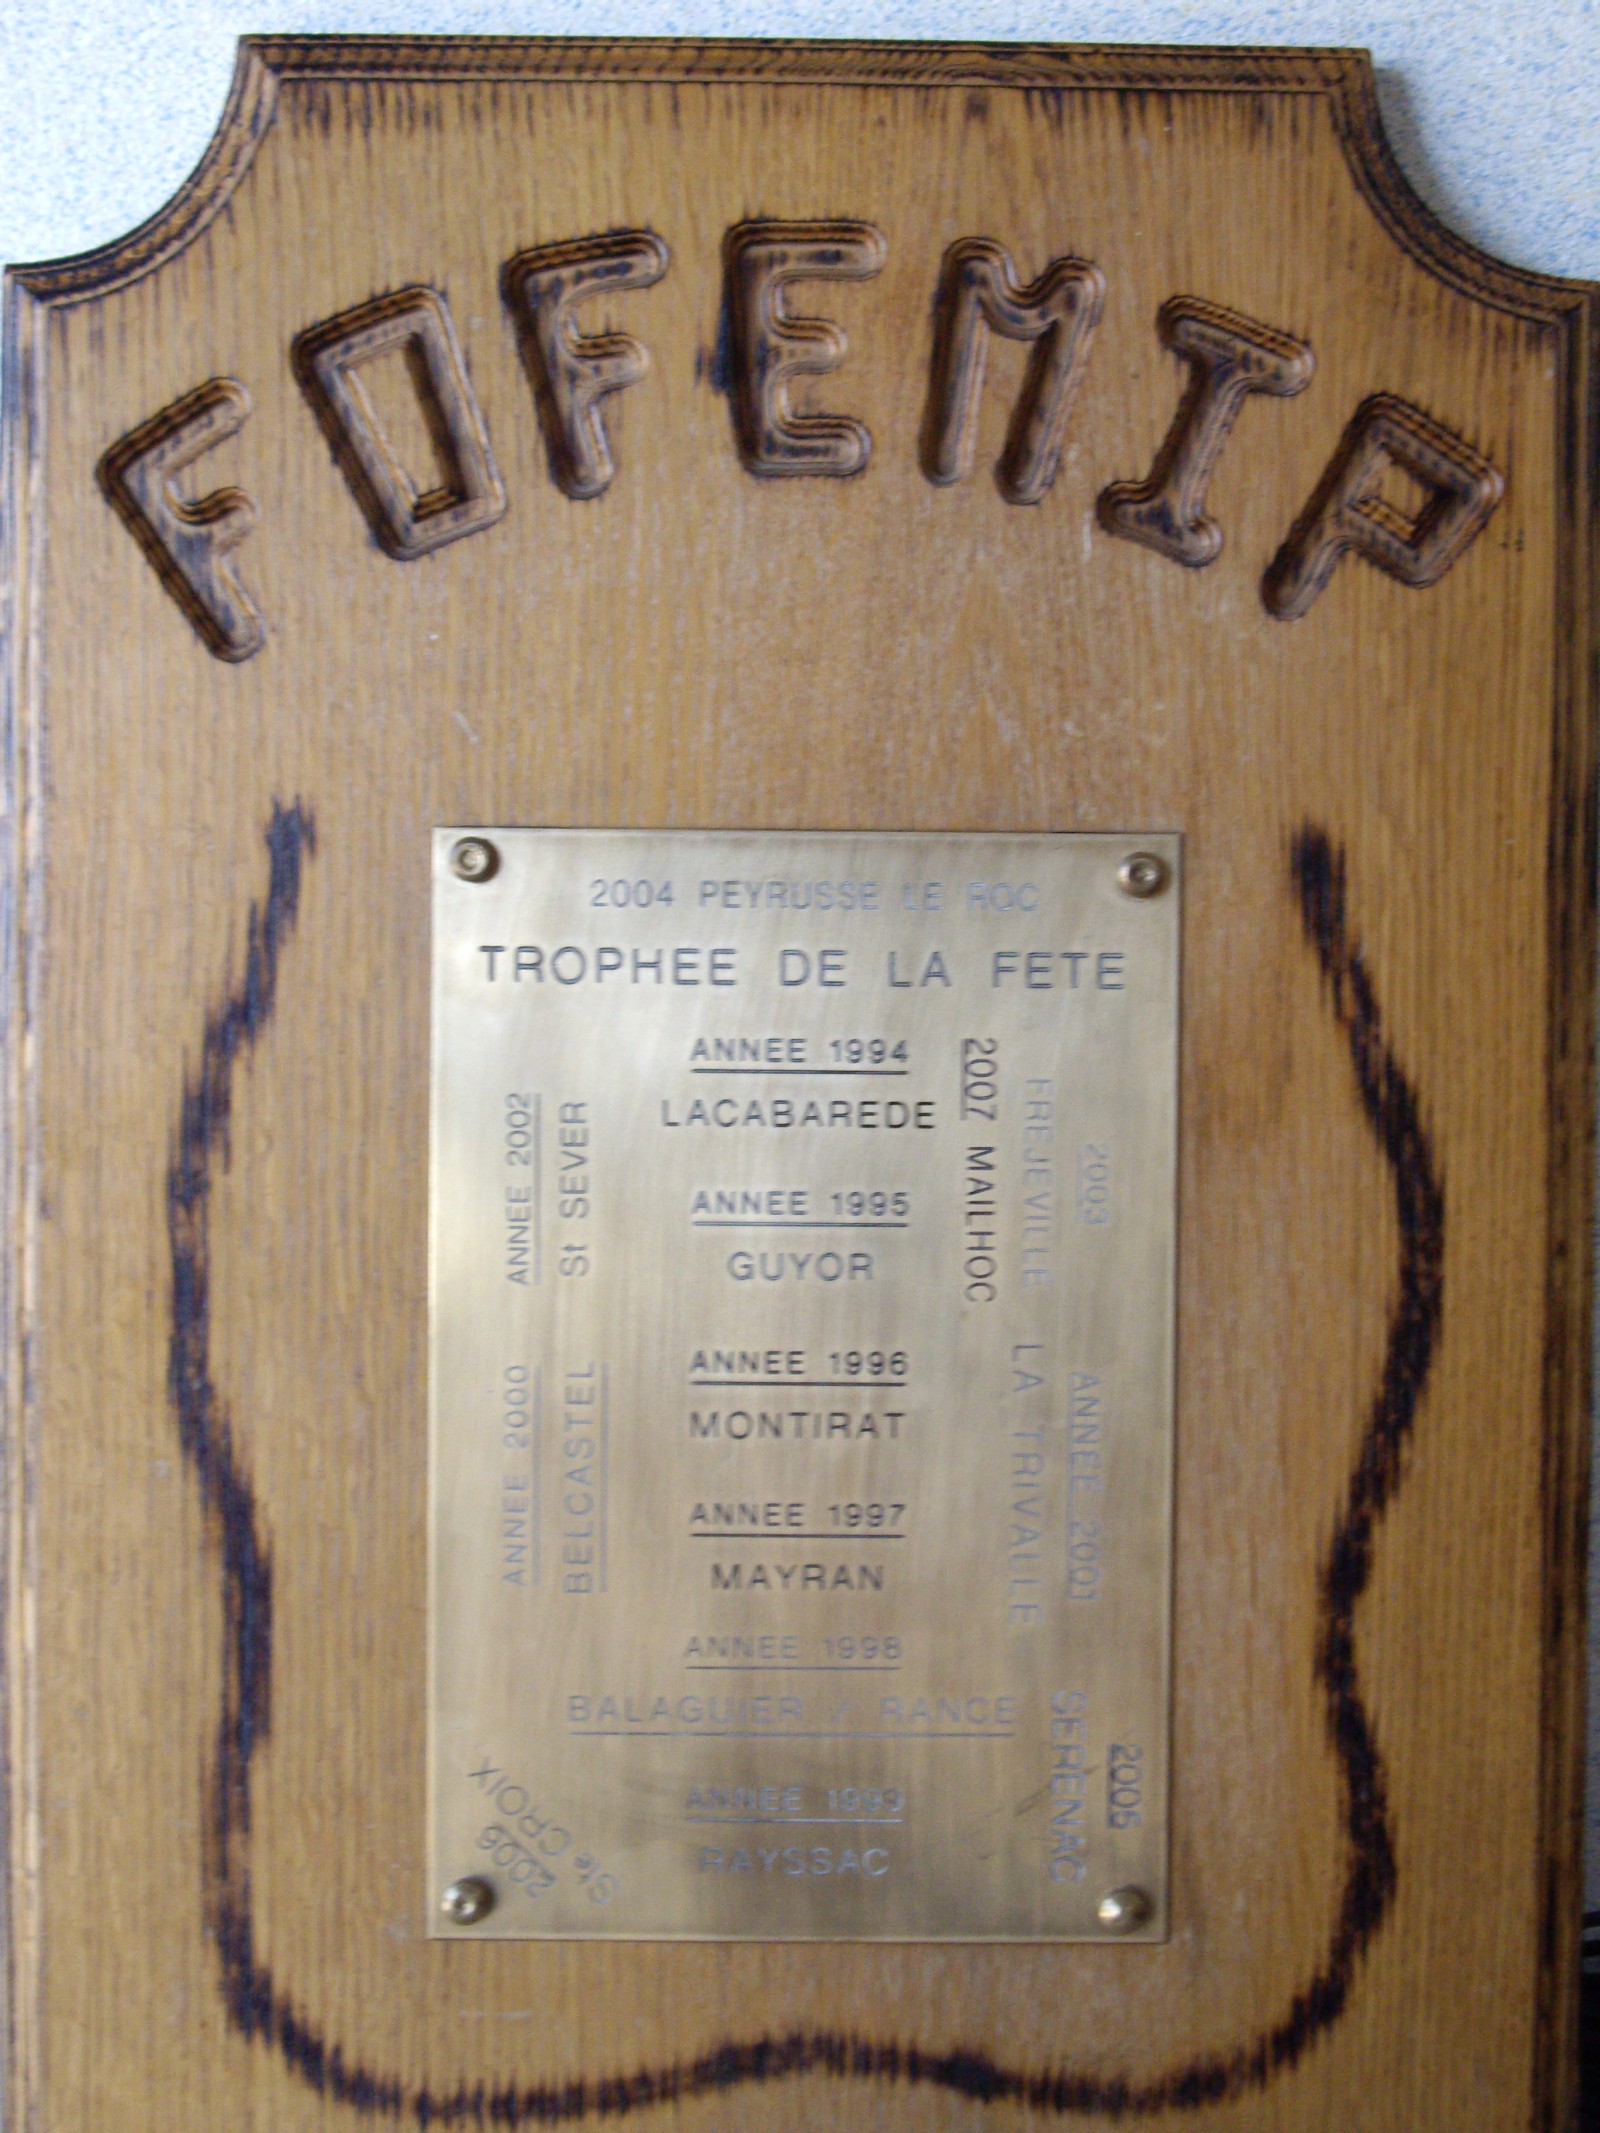 FOFEMIP
2004 PEYRUSSE LE ROC
TROPHEE DE LA FETE
ANNEE 1994
LACABAREDE
ANNEE 1995
GUYOR
ANNEE 1996
MONTIRAT
ANNEE 1997
MAYRAN
ANNEE 1998
BALAGUIER / RANCE
ANNEE 1999
RAYSSAC
ANNEE 2002
St SEVER
ANNEE 2000
BELCASTEL
2007 MAILHOC
2003
FREJEVILLE
ANNEE 2001
LA TRIVALLE
2005
SERENAC
2006
Ste CROIX